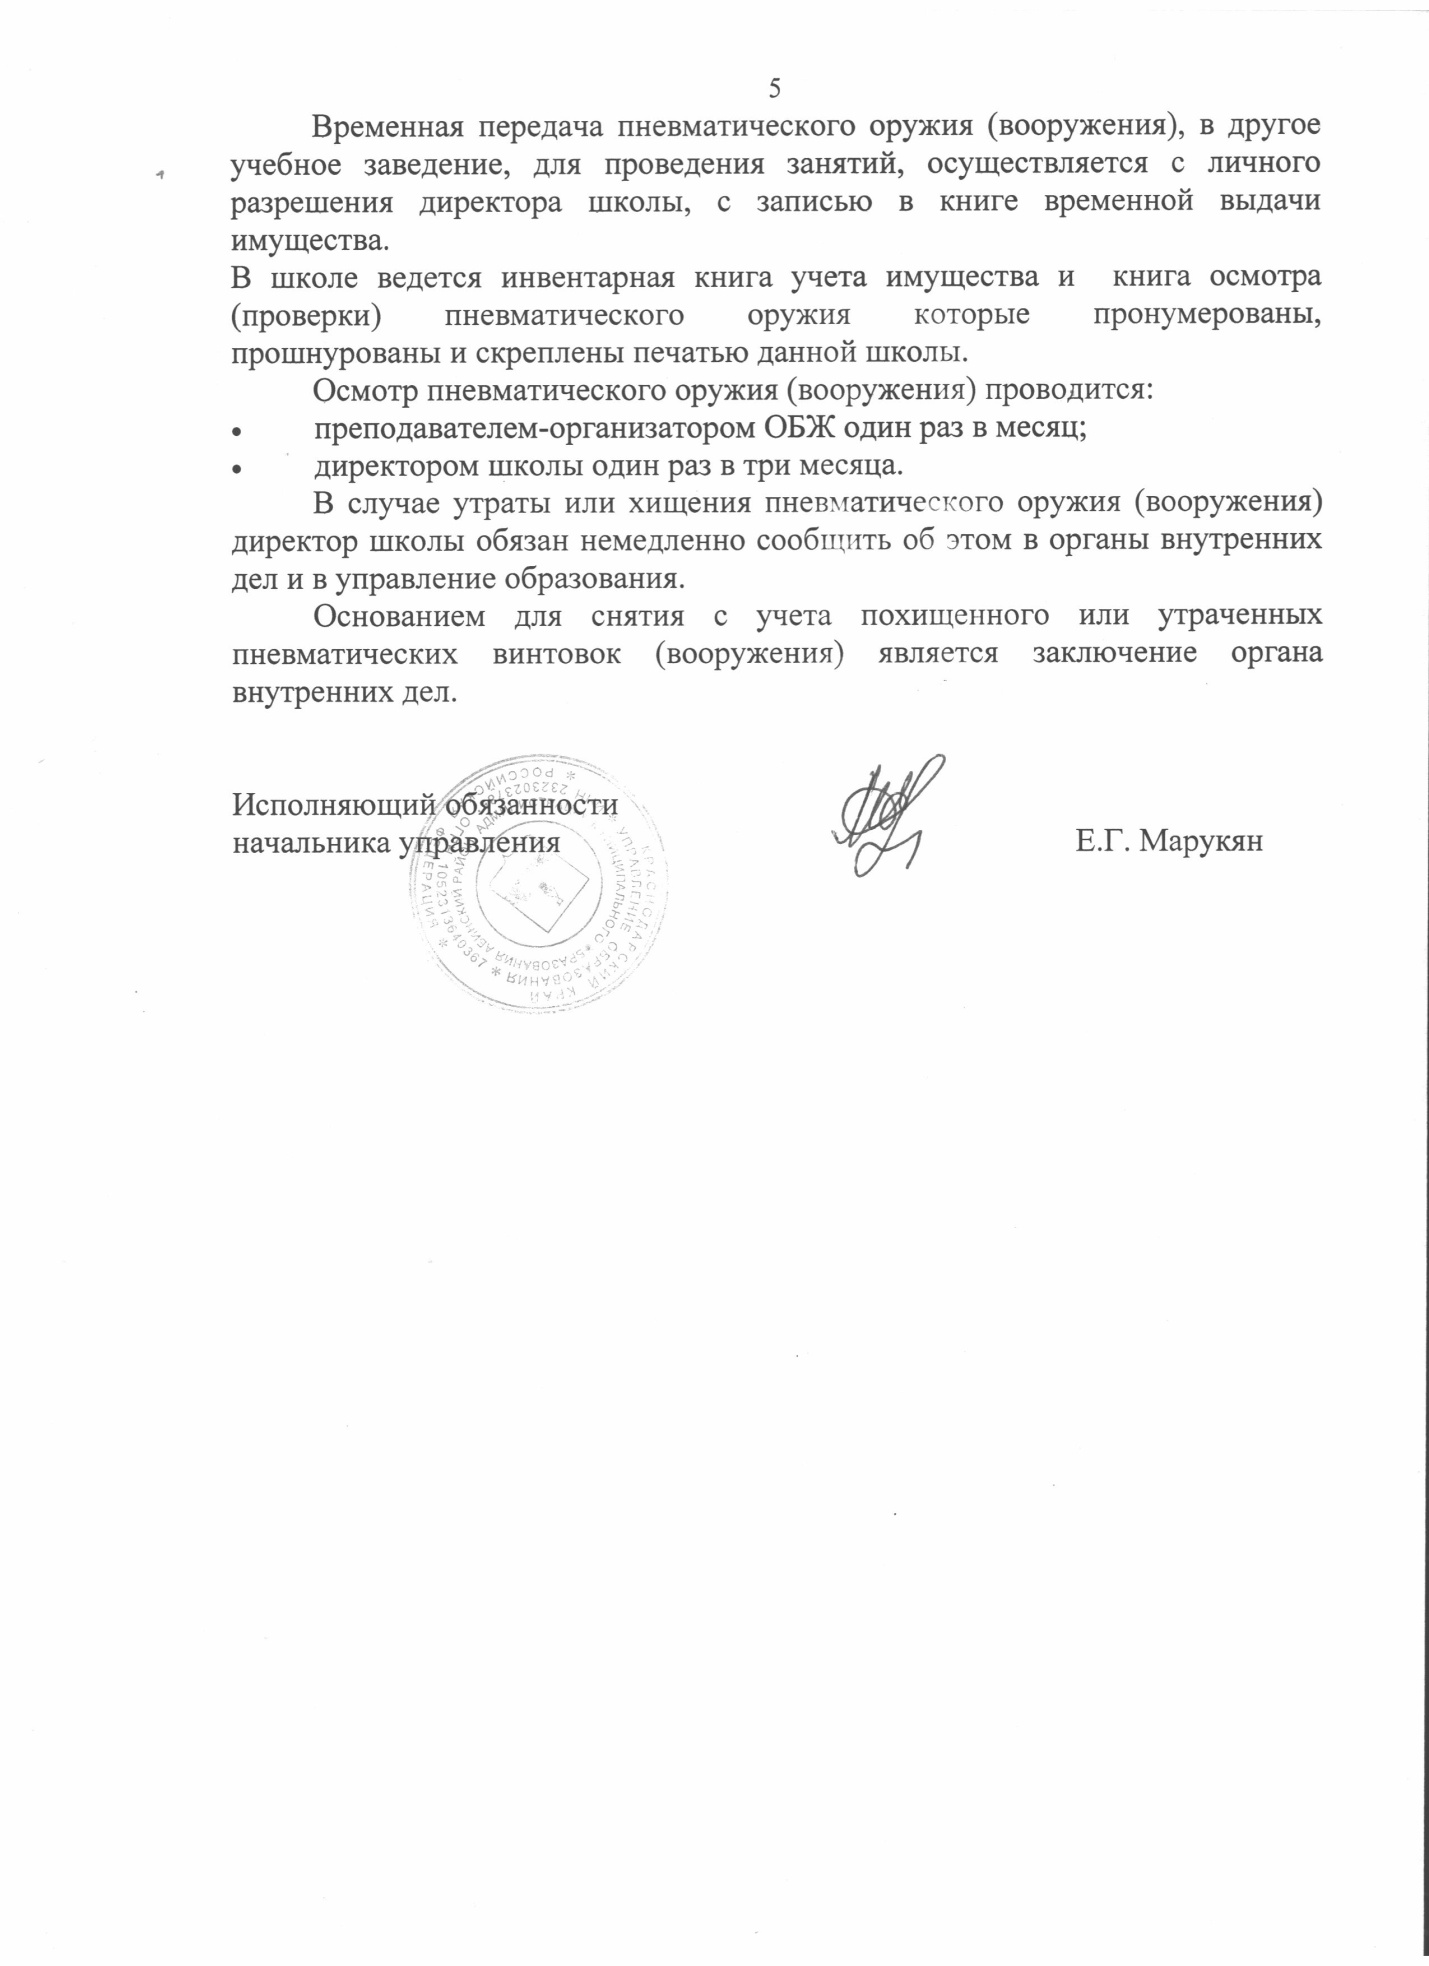 5
Временная передача пневматического оружия (вооружения), в другое
учебное заведение, для проведения занятий, осуществляется с личного
разрешения директора школы, с записью в книге временной выдачи
имущества.
В школе ведется инвентарная книга учета имущества и книга осмотра
(проверки) пневматического оружия которые пронумерованы,
прошнурованы и скреплены печатью данной школы.
Осмотр пневматического оружия (вооружения) проводится:
• преподавателем-организатором ОБЖ один раз в месяц;
• директором школы один раз в три месяца.
В случае утраты или хищения пневматического оружия (вооружения)
директор школы обязан немедленно сообщить об этом в органы внутренних
дел и в управление образования.
Основанием для снятия с учета похищенного или утраченных
пневматических винтовок (вооружения) является заключение органа
внутренних дел.
Исполняющий обязанности
начальника управления Е.Г. Марукян
КРАСНОДАРСКИЙ КРАЙ
УПРАВЛЕНИЕ ОБРАЗОВАНИЯ